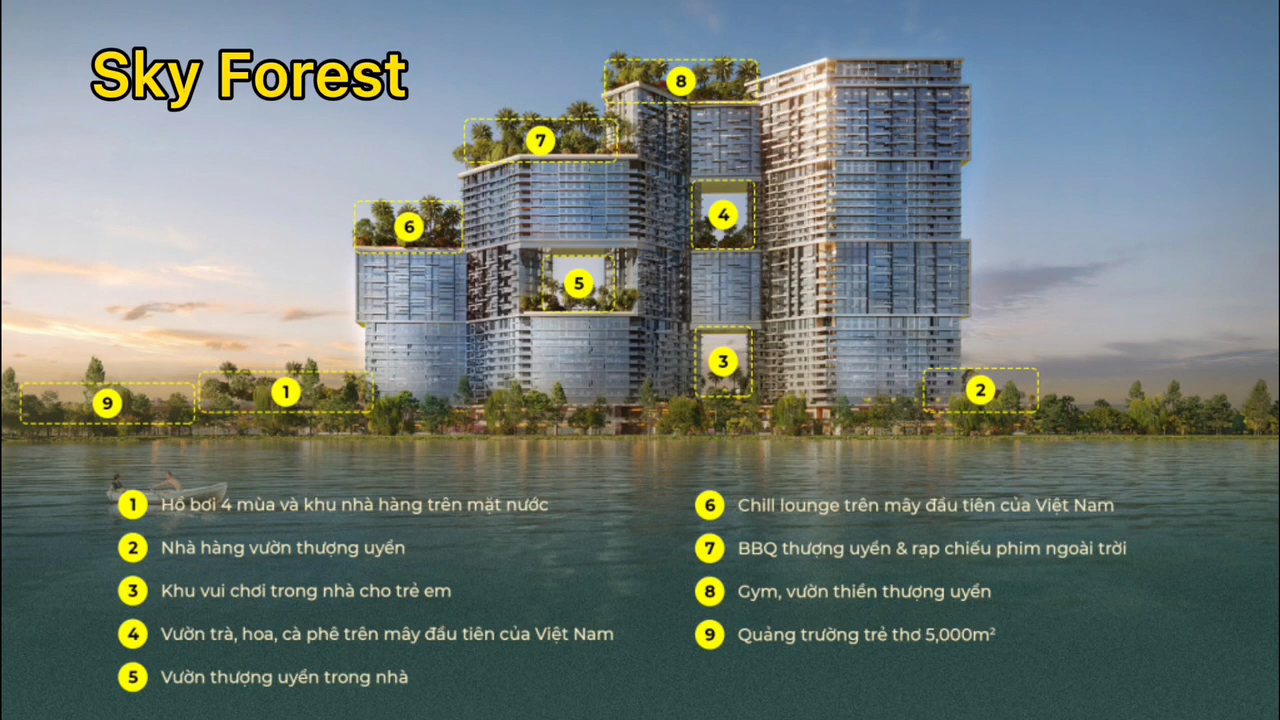 Sky Forest
8
7
6
4
5
3
1
2
9
1 Hồ bơi 4 mùa và khu nhà hàng trên mặt nước
2 Nhà hàng vườn thượng uyển
3 Khu vui chơi trong nhà cho trẻ em
4 Vườn trà, hoa, cà phê trên mây đầu tiên của Việt Nam
5 Vườn thượng uyển trong nhà
6 Chill lounge trên mây đầu tiên của Việt Nam
7 BBQ thượng uyển & rạp chiếu phim ngoài trời
8 Gym, vườn thiền thượng uyển
9 Quảng trường trẻ thơ 5,000m²